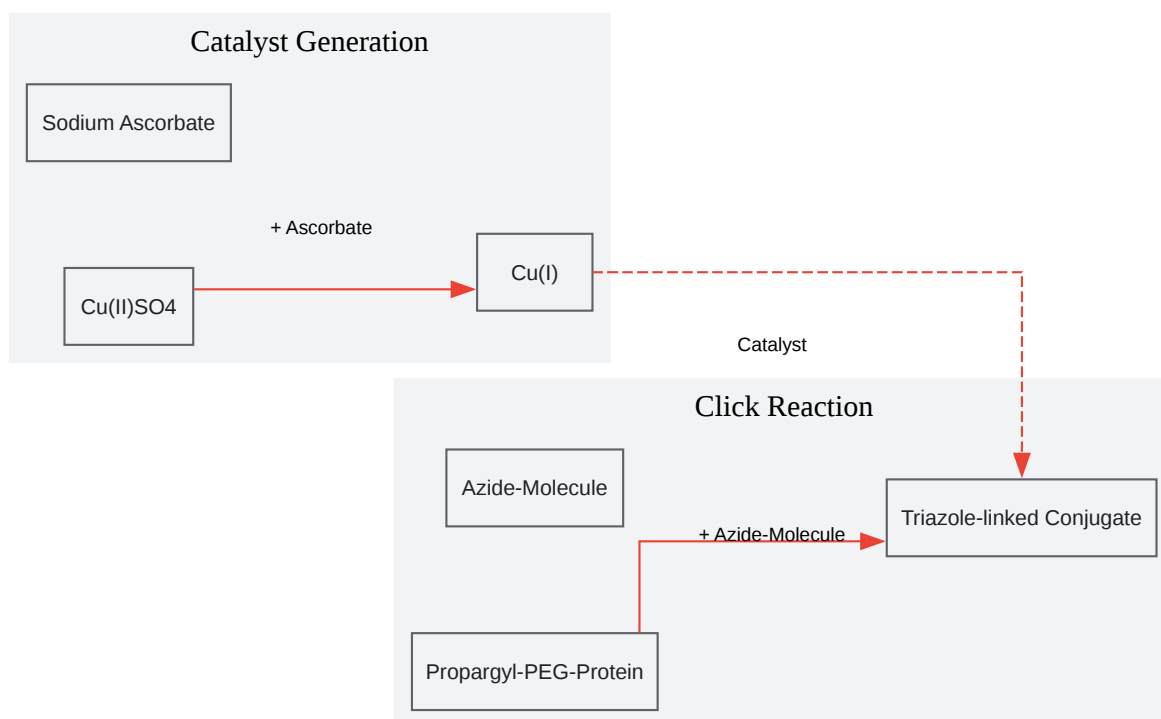 Catalyst Generation
Sodium Ascorbate
+ Ascorbate
Cu(I)
Cu(II)SO4
Catalyst
Click Reaction
Azide-Molecule
Triazole-linked Conjugate
+ Azide-Molecule
Propargyl-PEG-Protein